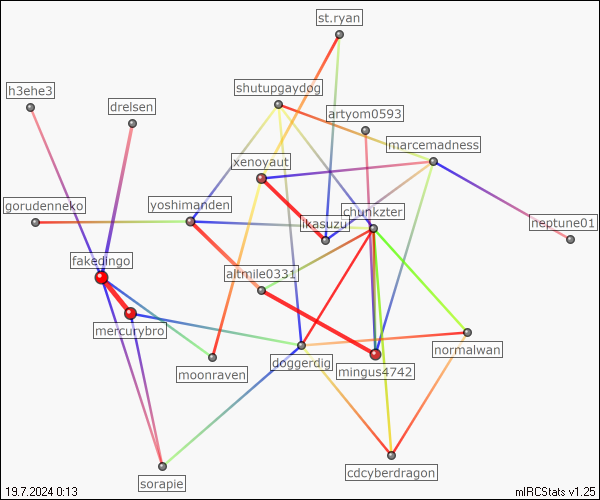 st.ryan
h3ehe3
shutupgaydog
drelsen
artyom0593
marcemadness
xenoyaut
gorudenneko
yoshimanden
chunkzter
ikasuzu
neptune01
fakedingo
altmile0331
mercurybro
normalwan
doggerdig
mingus4742
moonraven
cdcyberdragon
sorapie
19.7.2024 0:13
mIRCStats v1.25